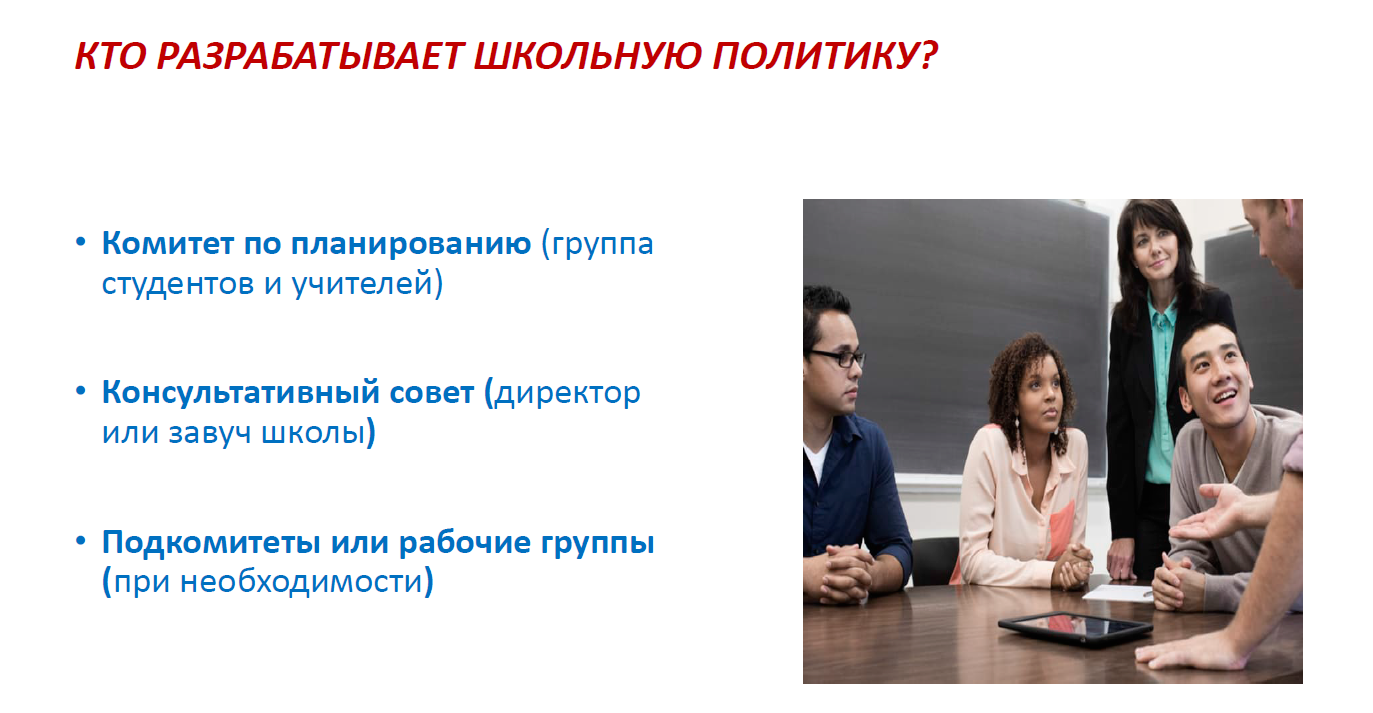 КТО РАЗРАБАТЫВАЕТ ШКОЛЬНУЮ ПОЛИТИКУ?
• Комитет по планированию (группа
студентов и учителей)
• Консультативный совет (директор
или завуч школы)
• Подкомитеты или рабочие группы
(при необходимости)